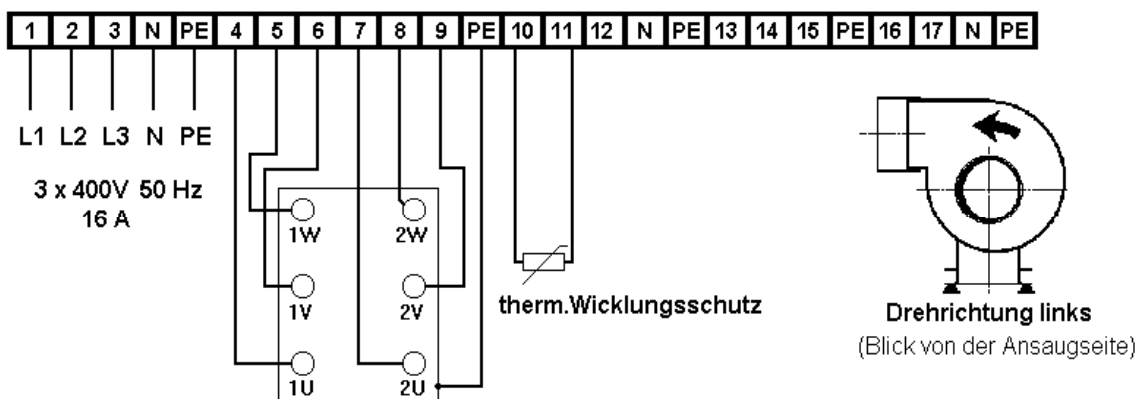 1 2 3 N PE 4 5 6 7 8 9 PE 10 11 12 N PE 13 14 15 PE 16 17 N PE
L1 L2 L3 N PE
3 x 400V 50 Hz
16 A
1W 2W
1V 2V
1U 2U
therm.Wicklungsschutz
Drehrichtung links
(Blick von der Ansaugseite)